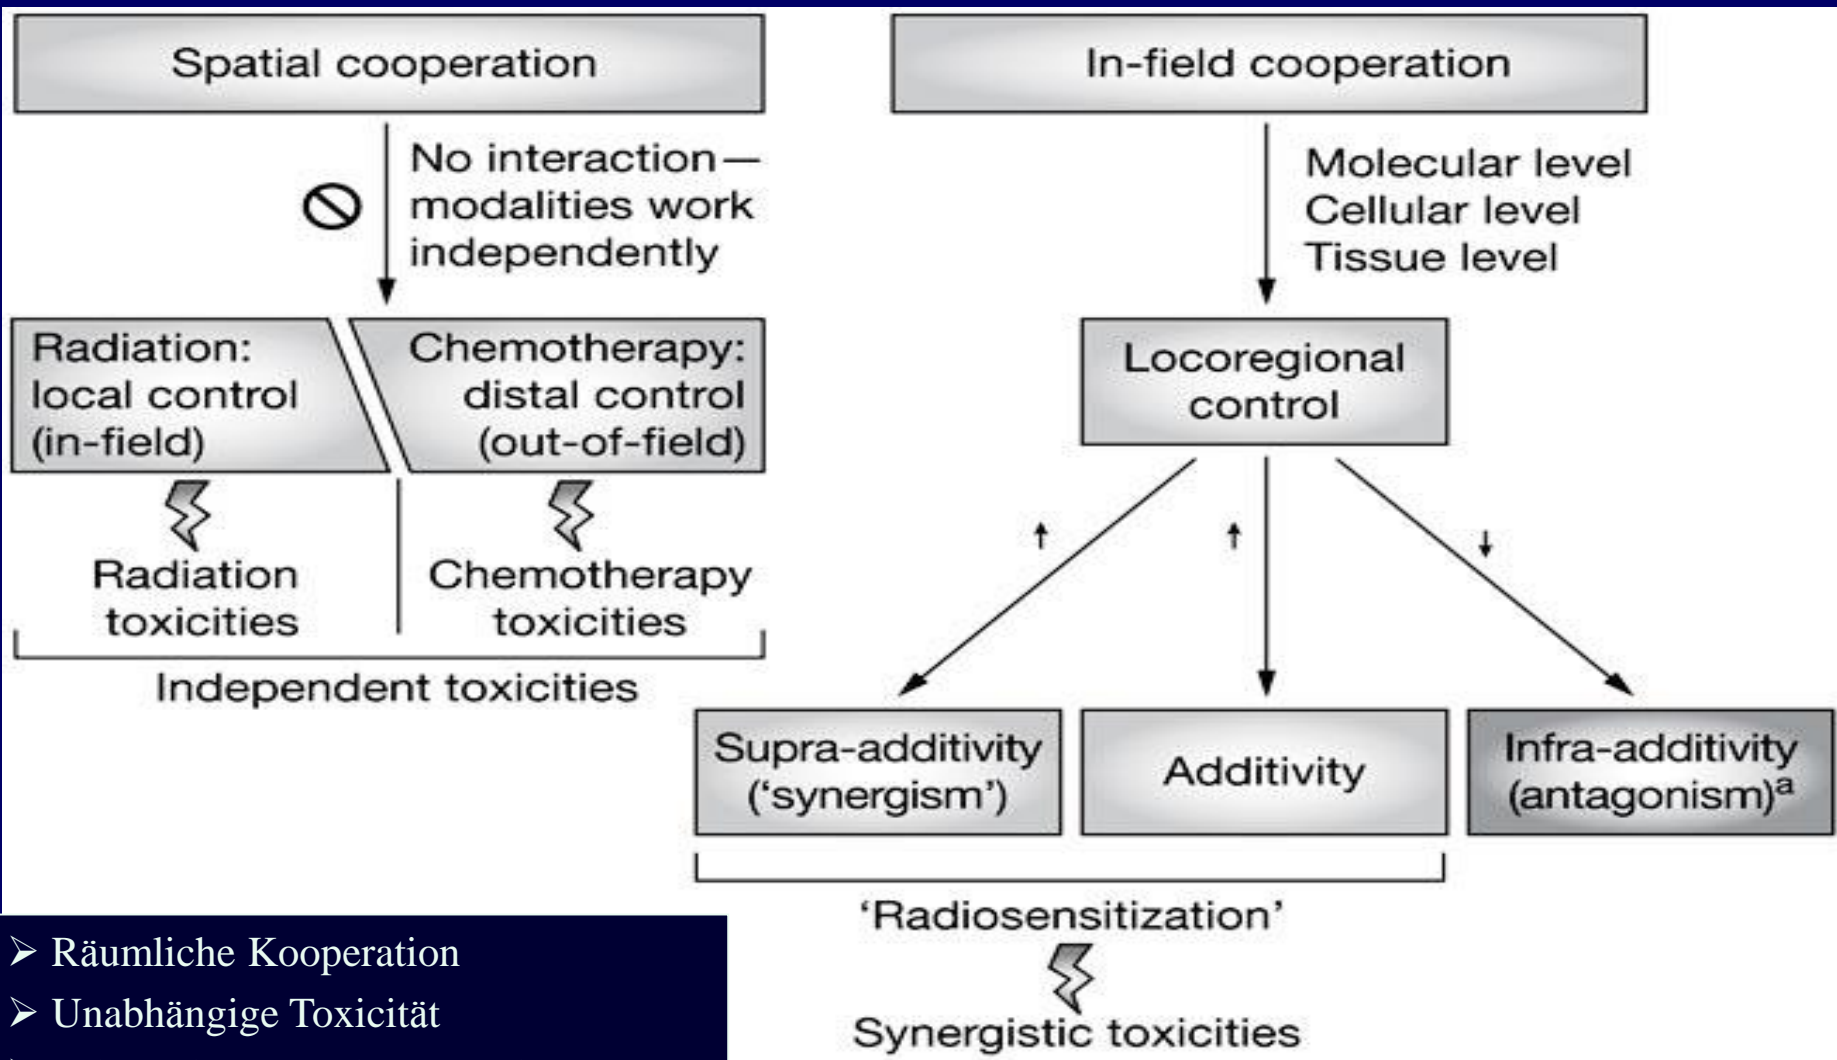 Spatial cooperation
No interaction—
modalities work
independently
Radiation:
local control
(in-field)
Chemotherapy:
distal control
(out-of-field)
Radiation
toxicities
Chemotherapy
toxicities
Independent toxicities
In-field cooperation
Molecular level
Cellular level
Tissue level
Locoregional
control
Supra-additivity
(‘synergism’)
Additivity
Infra-additivity
(antagonism)ª
‘Radiosensitization’
Synergistic toxicities
➢ Räumliche Kooperation
➢ Unabhängige Toxicität